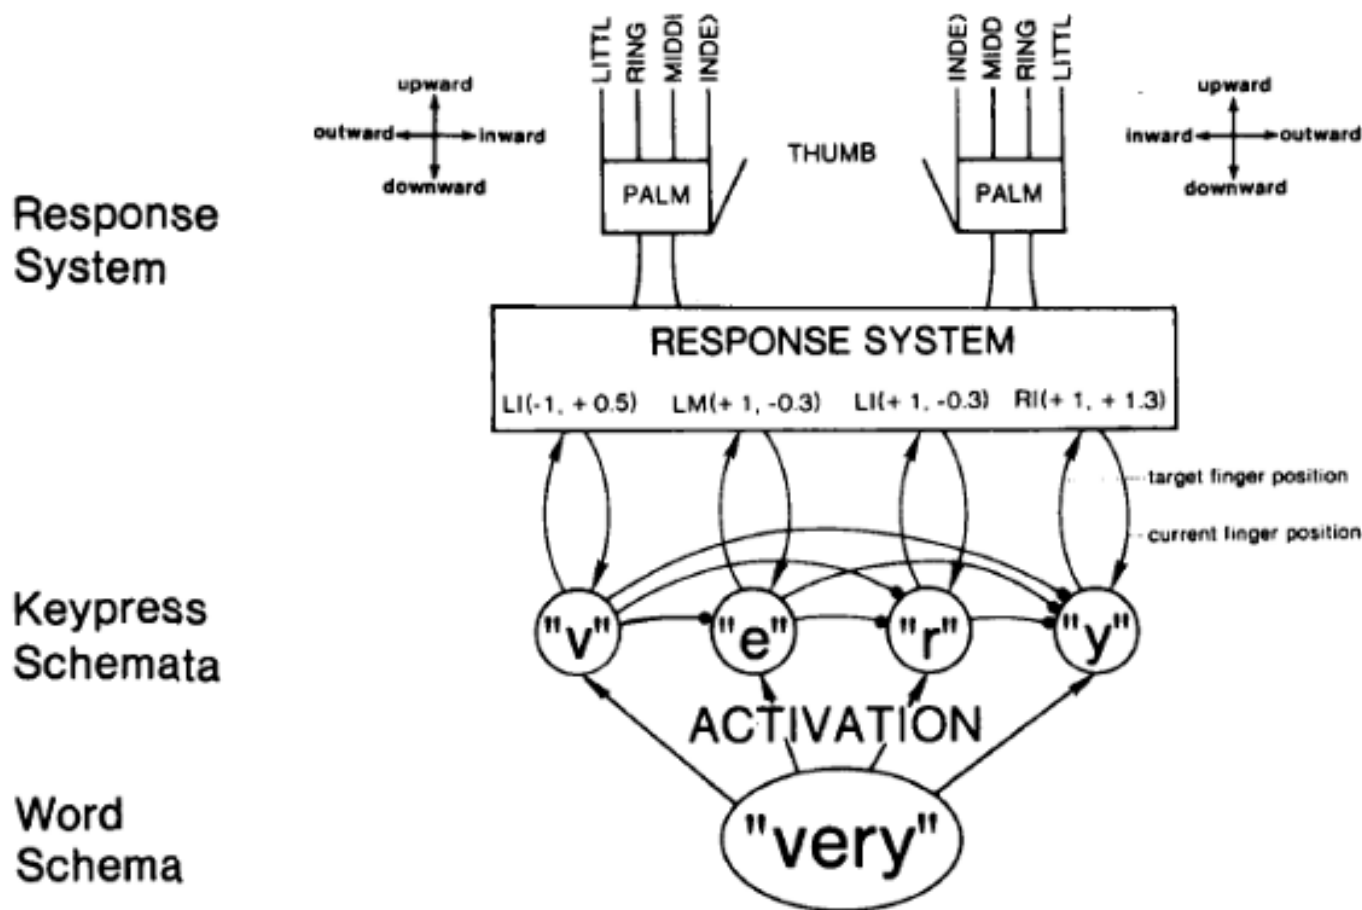 LITTL RING MIDDI INDE)
INDE) MIDD RING LITTL
upward
outward inward
downward
THUMB
upward
inward outward
downward
PALM
PALM
Response
System
RESPONSE SYSTEM
LI(-1, + 0.5) LM(+ 1, -0.3) LI(+ 1, -0.3) RI(+ 1, + 1.3)
target finger position
current finger position
Keypress
Schemata
"v" "e" "r" "y"
ACTIVATION
Word
Schema
"very"